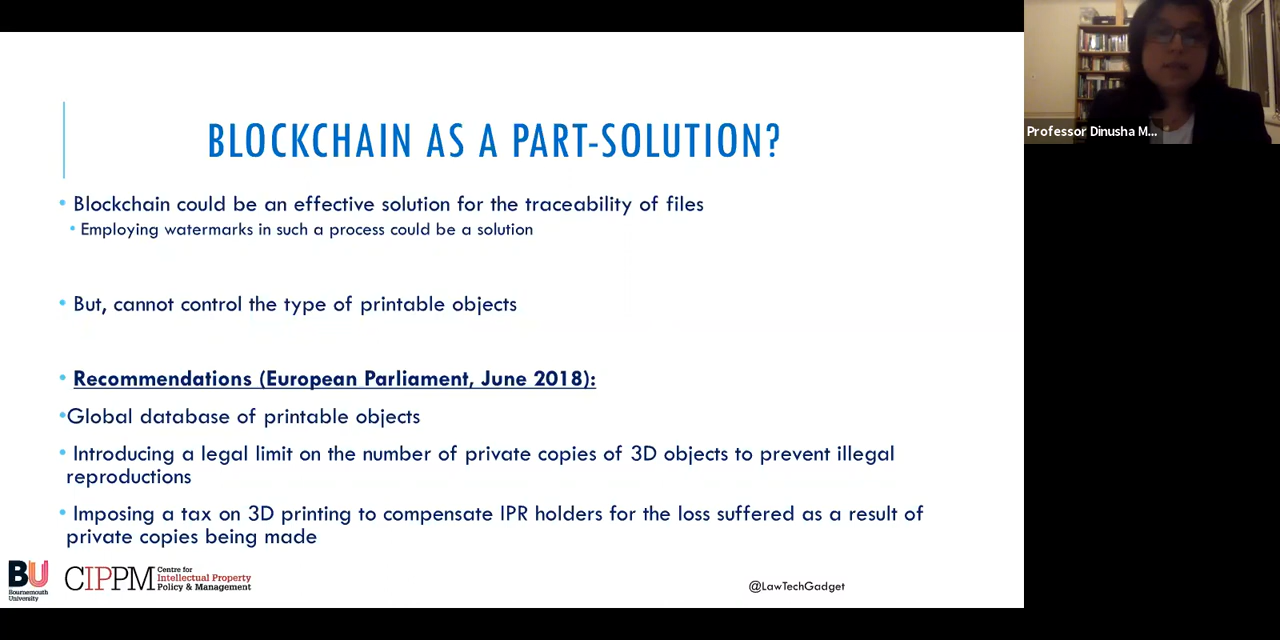 BLOCKCHAIN AS A PART-SOLUTION?
Professor Dinusha M...
• Blockchain could be an effective solution for the traceability of files
• Employing watermarks in such a process could be a solution
• But, cannot control the type of printable objects
• Recommendations (European Parliament, June 2018):
•Global database of printable objects
• Introducing a legal limit on the number of private copies of 3D objects to prevent illegal
reproductions
• Imposing a tax on 3D printing to compensate IPR holders for the loss suffered as a result of
private copies being made
BU
Bournemouth
University
CIPPM
Centre for
Intellectual Property
Policy & Management
@LawTechGadget